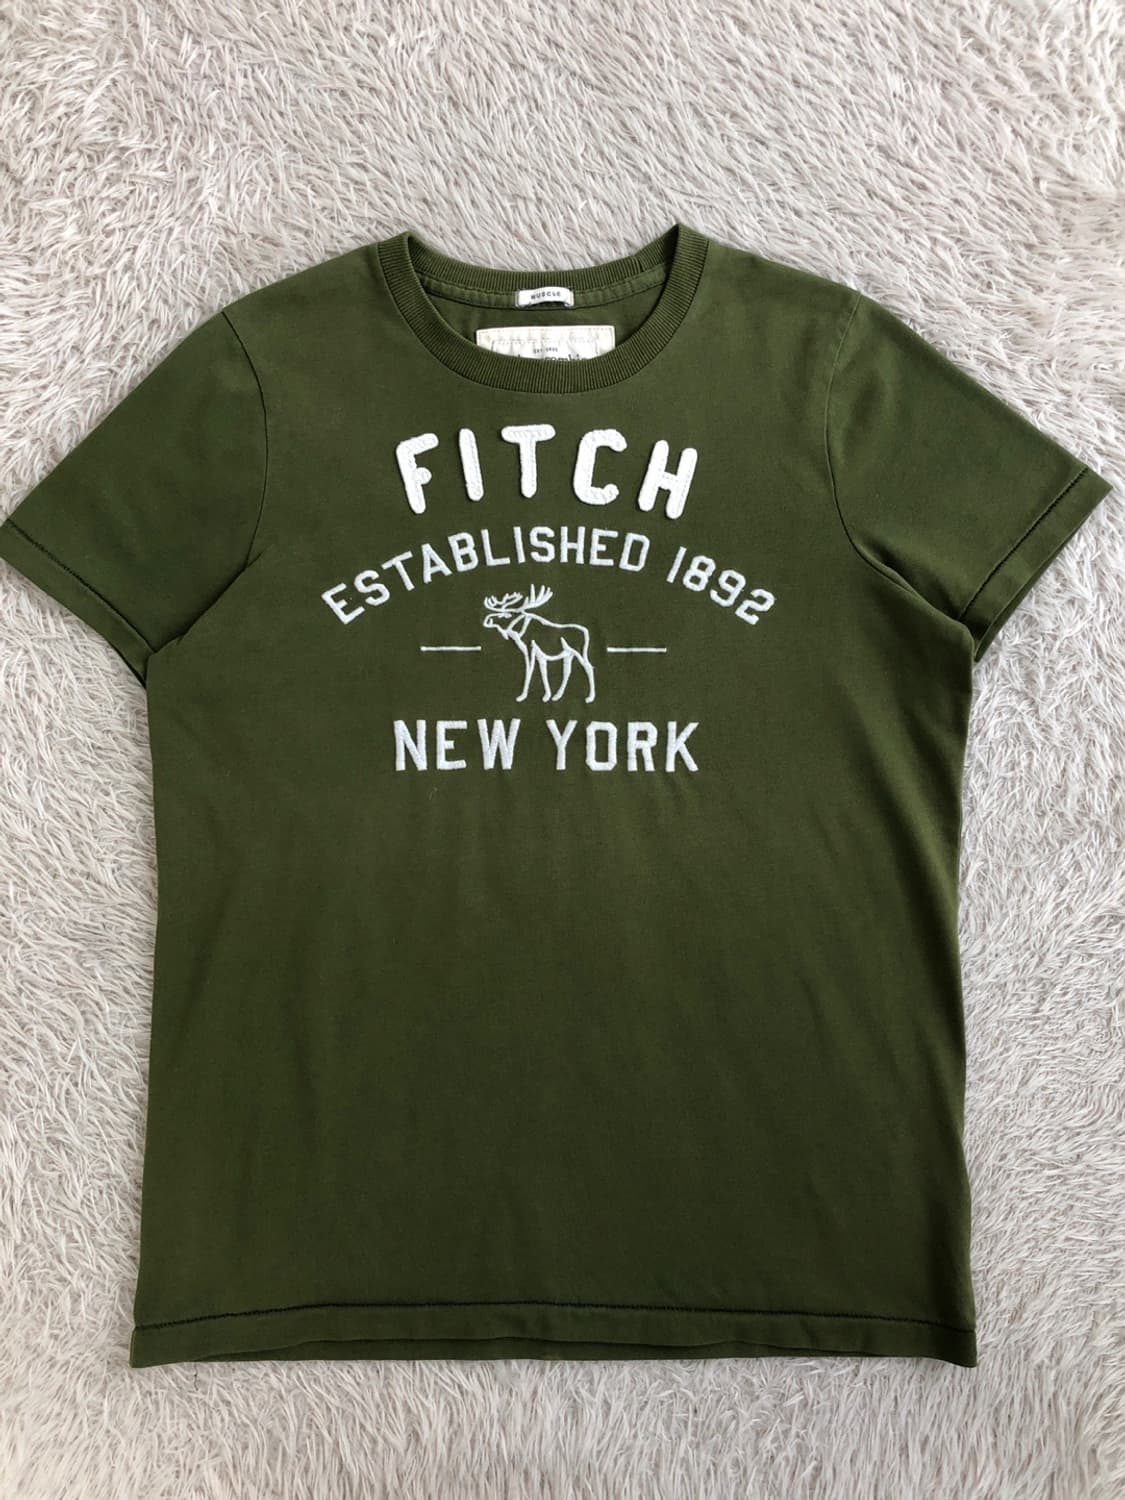 MUSCLE
FITCH
ESTABLISHED 1892
NEW YORK